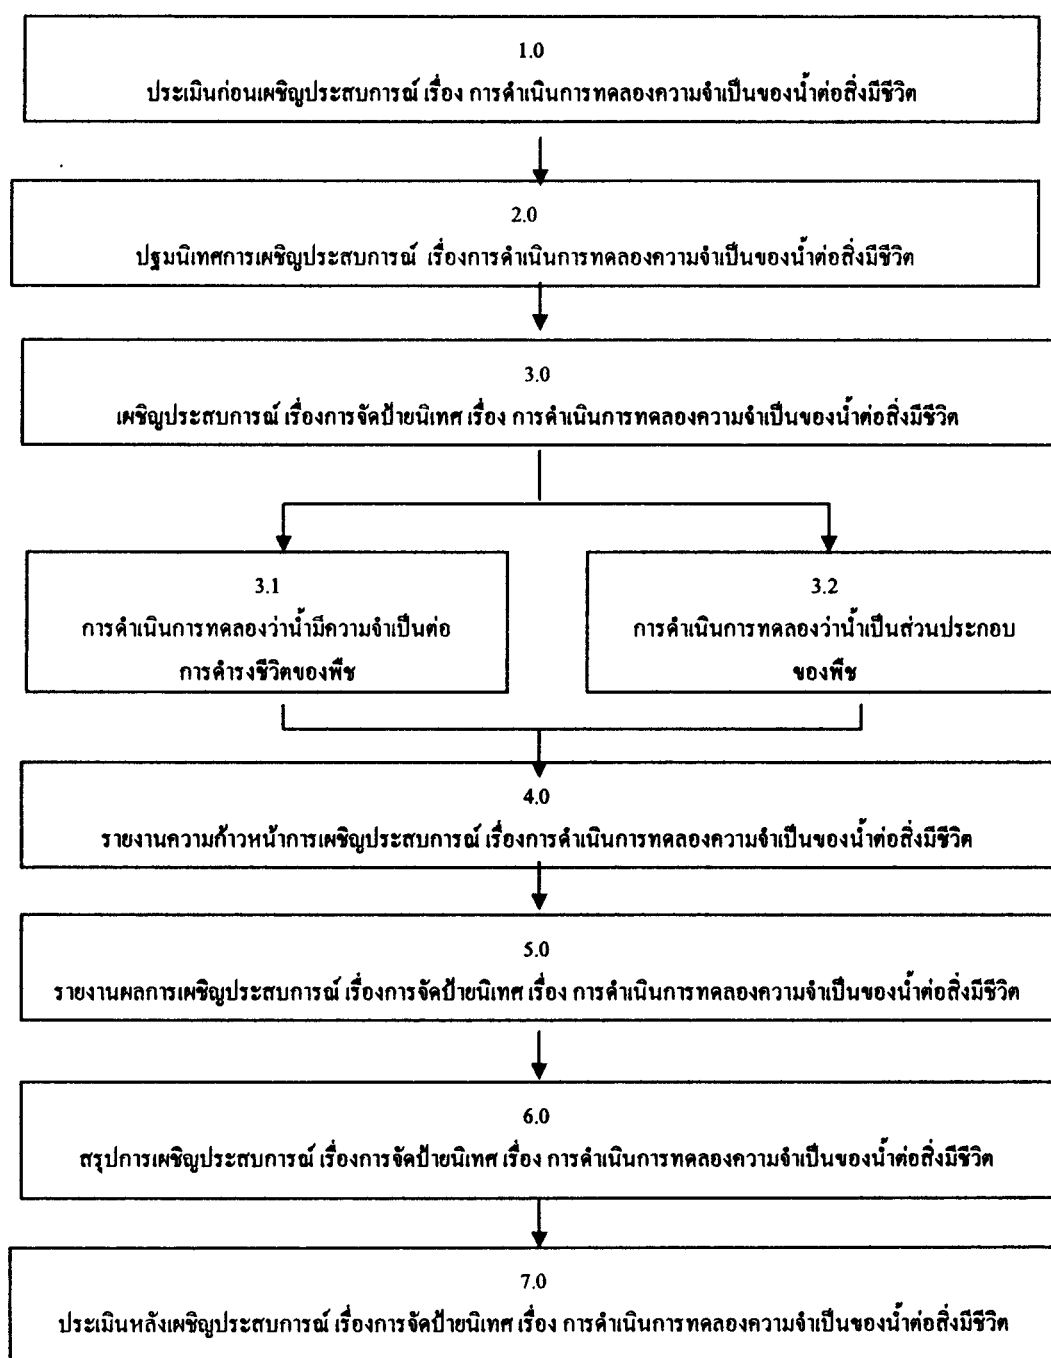 1.0
ประเมินก่อนเผชิญประสบการณ์ เรื่อง การดำเนินการทดลองความจำเป็นของน้ำต่อสิ่งมีชีวิต
2.0
ปฐมนิเทศการเผชิญประสบการณ์ เรื่องการดำเนินการทดลองความจำเป็นของน้ำต่อสิ่งมีชีวิต
3.0
เผชิญประสบการณ์ เรื่องการจัดป้ายนิเทศ เรื่อง การดำเนินการทดลองความจำเป็นของน้ำต่อสิ่งมีชีวิต
3.1
การดำเนินการทดลองว่าน้ำมีความจำเป็นต่อ
การดำรงชีวิตของพืช
3.2
การดำเนินการทดลองว่าน้ำเป็นส่วนประกอบ
ของพืช
4.0
รายงานความก้าวหน้าการเผชิญประสบการณ์ เรื่องการดำเนินการทดลองความจำเป็นของน้ำต่อสิ่งมีชีวิต
5.0
รายงานผลการเผชิญประสบการณ์ เรื่องการจัดป้ายนิเทศ เรื่อง การดำเนินการทดลองความจำเป็นของน้ำต่อสิ่งมีชีวิต
6.0
สรุปการเผชิญประสบการณ์ เรื่องการจัดป้ายนิเทศ เรื่อง การดำเนินการทดลองความจำเป็นของน้ำต่อสิ่งมีชีวิต
7.0
ประเมินหลังเผชิญประสบการณ์ เรื่องการจัดป้ายนิเทศ เรื่อง การดำเนินการทดลองความจำเป็นของน้ำต่อสิ่งมีชีวิต